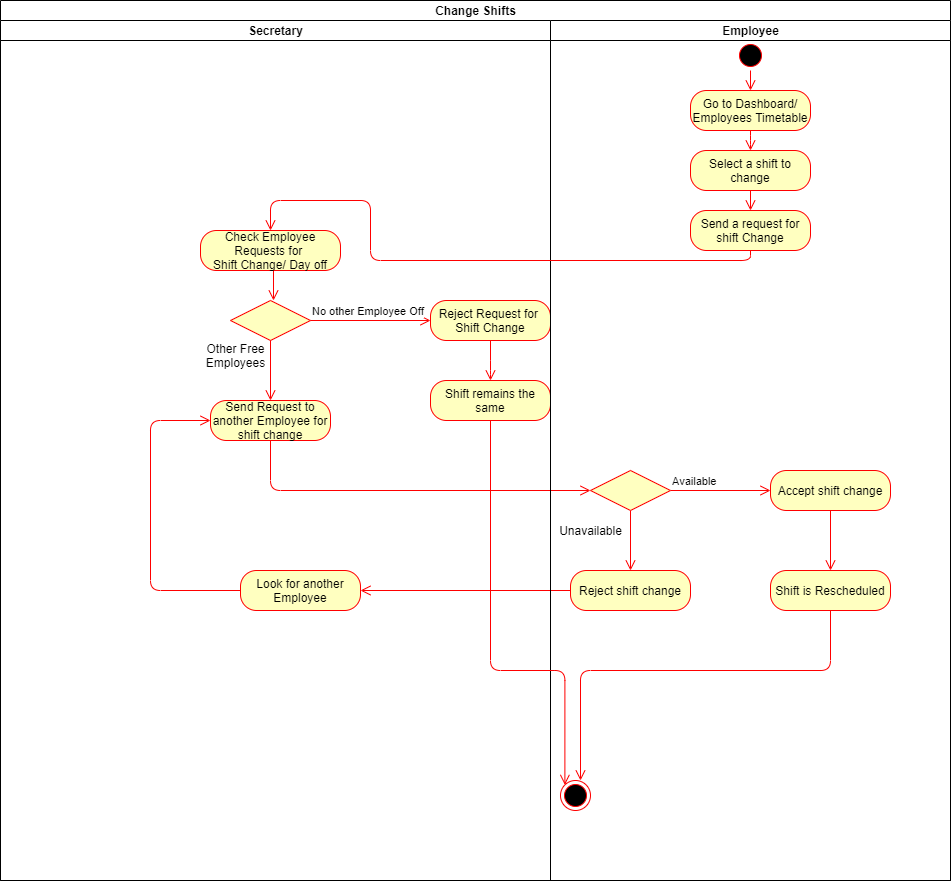 Change Shifts
Secretary
Employee
Go to Dashboard/
Employees Timetable
Select a shift to
change
Send a request for
shift Change
Check Employee
Requests for
Shift Change/ Day off
No other Employee Off
Reject Request for
Shift Change
Other Free
Employees
Shift remains the
same
Send Request to
another Employee for
shift change
Available
Accept shift change
Unavailable
Look for another
Employee
Reject shift change
Shift is Rescheduled